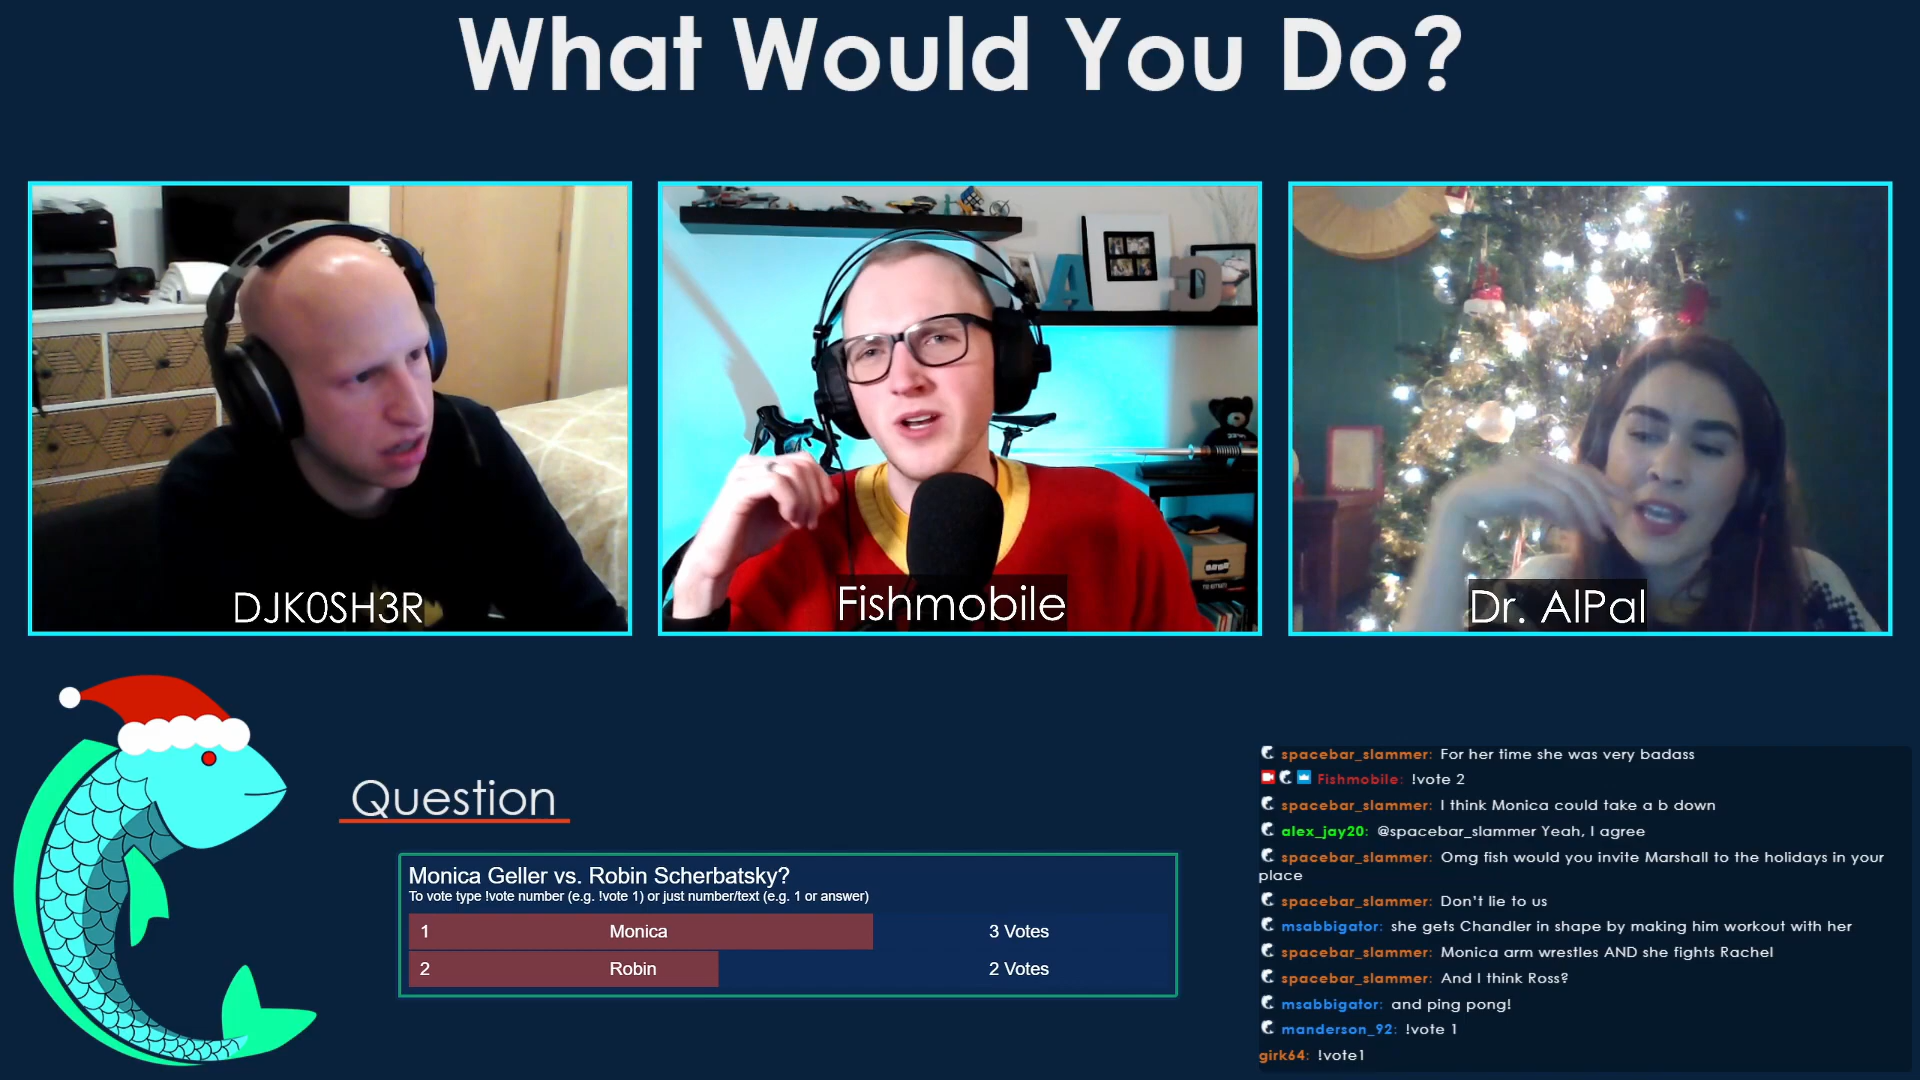 What Would You Do?
A
D
DJK0SH3R
Fishmobile
Dr. AlPal
Question
Monica Geller vs. Robin Scherbatsky?
To vote type !vote number (e.g. !vote 1) or just number/text (e.g. 1 or answer)
1 Monica 3 Votes
2 Robin 2 Votes
spacebar_slammer: For her time she was very badass
Fishmobile: !vote 2
spacebar_slammer: I think Monica could take a b down
alex_jay20: @spacebar_slammer Yeah, I agree
spacebar_slammer: Omg fish would you invite Marshall to the holidays in your
place
spacebar_slammer: Don't lie to us
msabbigator: she gets Chandler in shape by making him workout with her
spacebar_slammer: Monica arm wrestles AND she fights Rachel
spacebar_slammer: And I think Ross?
msabbigator: and ping pong!
manderson_92: !vote 1
girk64: !vote1